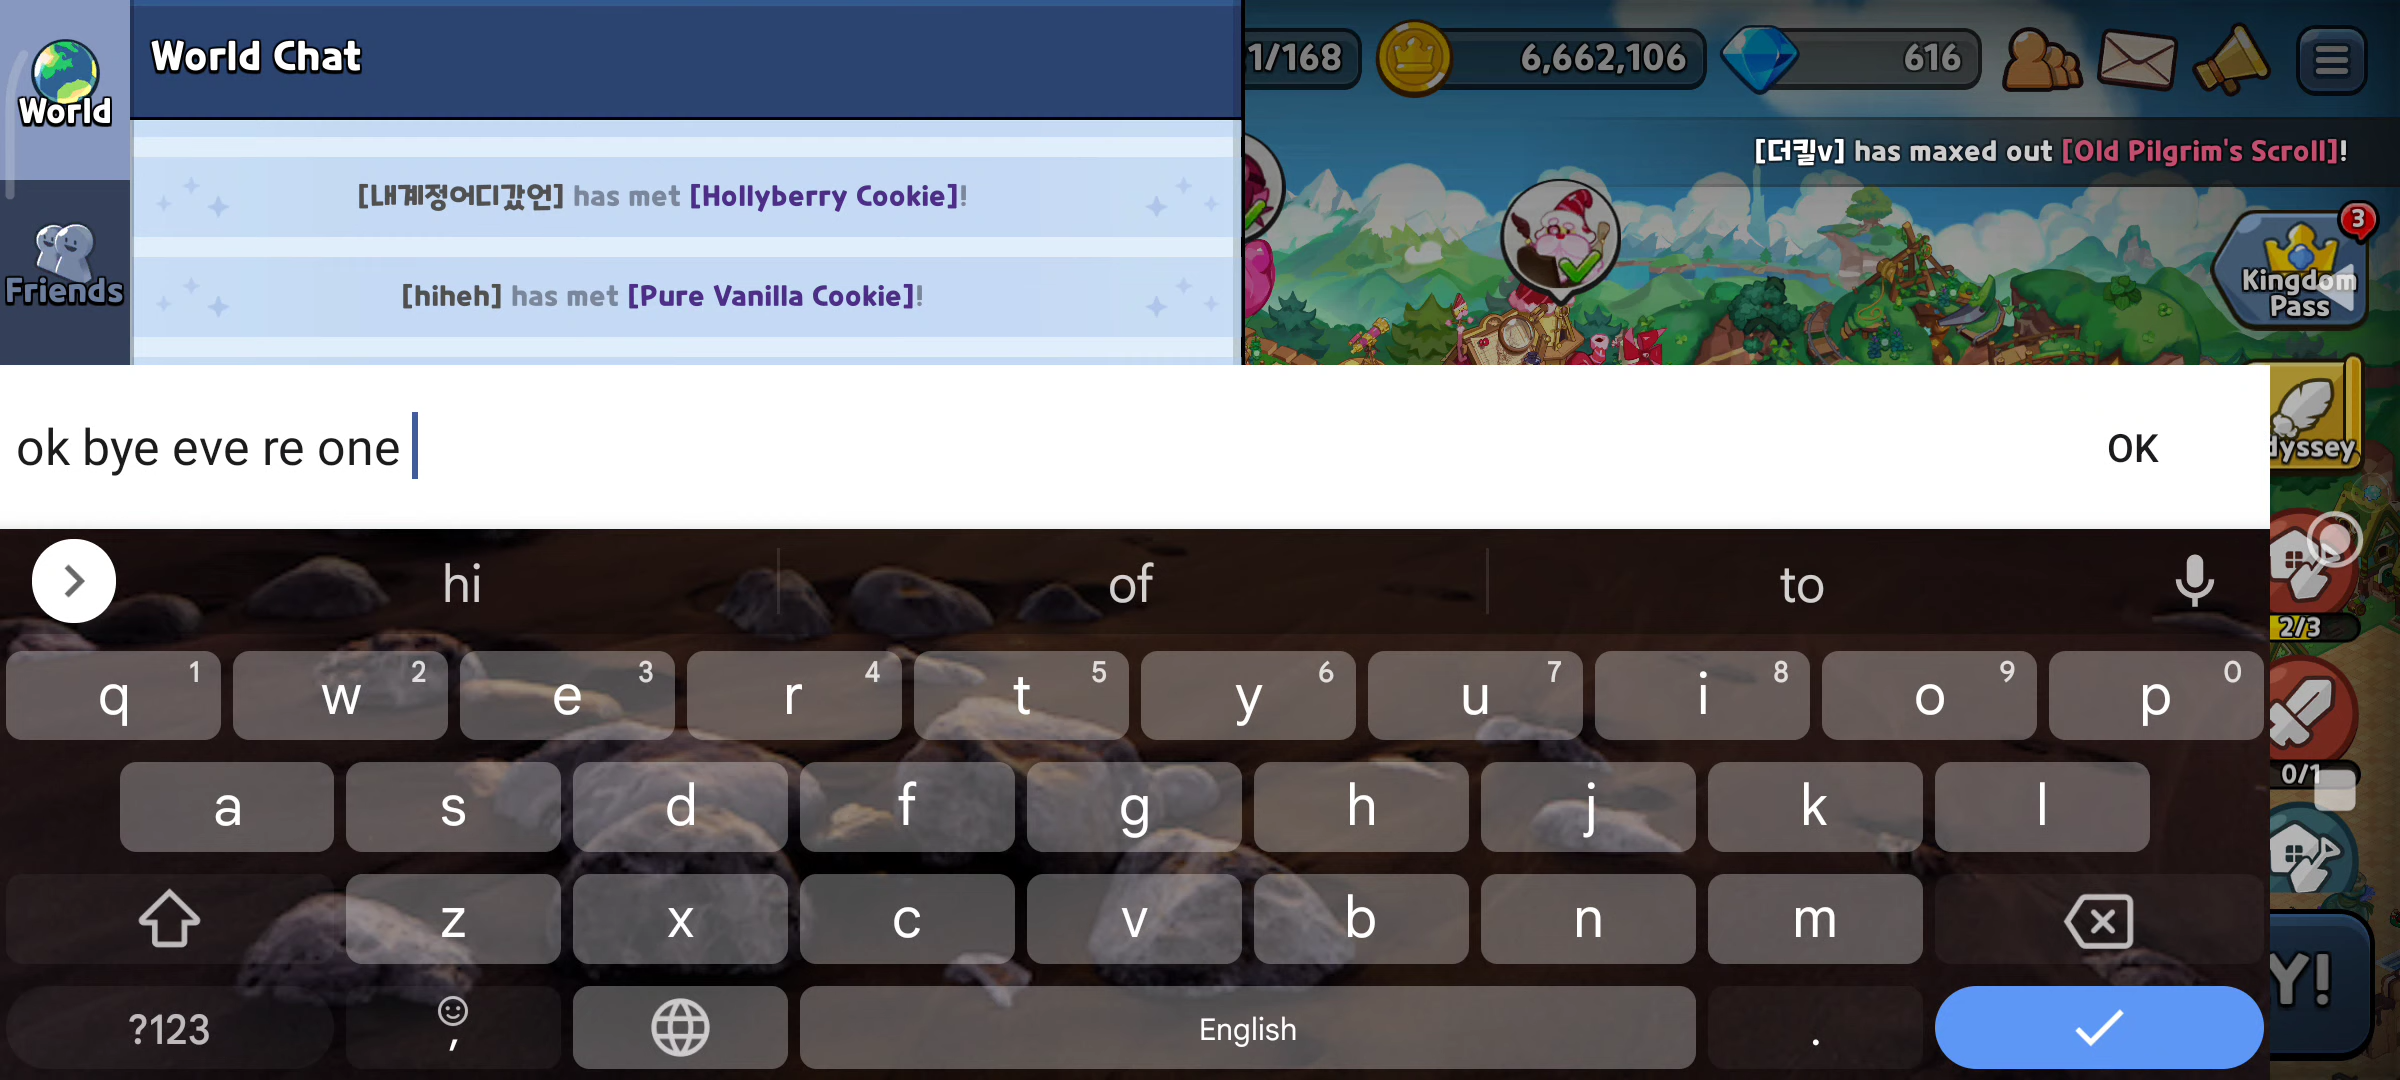 World Chat
1/168
6,662,106
616
World
[더킬v] has maxed out [Old Pilgrim's Scroll]!
[내계정어디갔언] has met [Hollyberry Cookie]!
3
Kingdom
Pass
Friends
[hiheh] has met [Pure Vanilla Cookie]!
ok bye eve re one
OK
dyssey
hi
of
to
2/3
q 1 w 2 e 3 r 4 t 5 y 6 u 7 i 8 o 9 p 0
0/1
a s d f g h j k l
z x c v b n m
Y!
?123
,
English
.